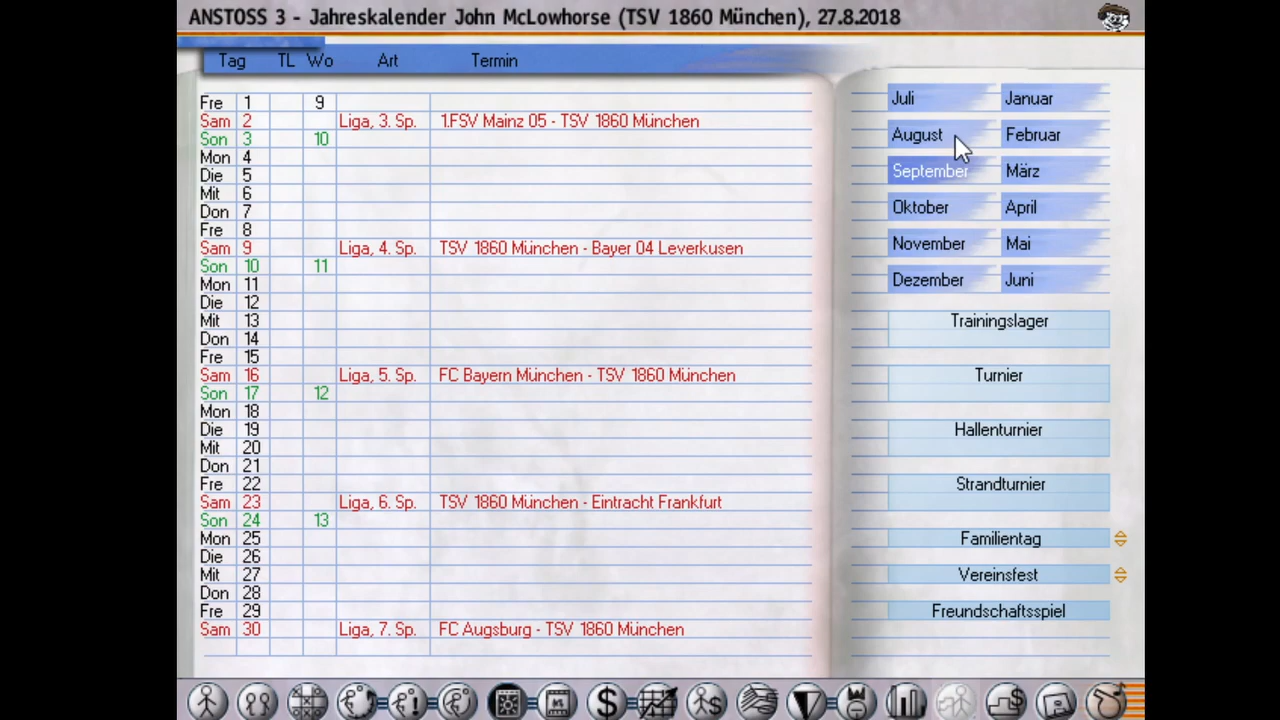 ANSTOSS 3 - Jahreskalender John McLowhorse (TSV 1860 München), 27.8.2018
Tag TL Wo Art Termin
Fre 1 9
Sam 2 Liga, 3. Sp. 1.FSV Mainz 05 - TSV 1860 München
Son 3 10
Mon 4
Die 5
Mit 6
Don 7
Fre 8
Sam 9 Liga, 4. Sp. TSV 1860 München - Bayer 04 Leverkusen
Son 10 11
Mon 11
Die 12
Mit 13
Don 14
Fre 15
Sam 16 Liga, 5. Sp. FC Bayern München - TSV 1860 München
Son 17 12
Mon 18
Die 19
Mit 20
Don 21
Fre 22
Sam 23 Liga, 6. Sp. TSV 1860 München - Eintracht Frankfurt
Son 24 13
Mon 25
Die 26
Mit 27
Don 28
Fre 29
Sam 30 Liga, 7. Sp. FC Augsburg - TSV 1860 München
Juli Januar
August Februar
September März
Oktober April
November Mai
Dezember Juni
Trainingslager
Turnier
Hallenturnier
Strandturnier
Familientag
Vereinsfest
Freundschaftsspiel